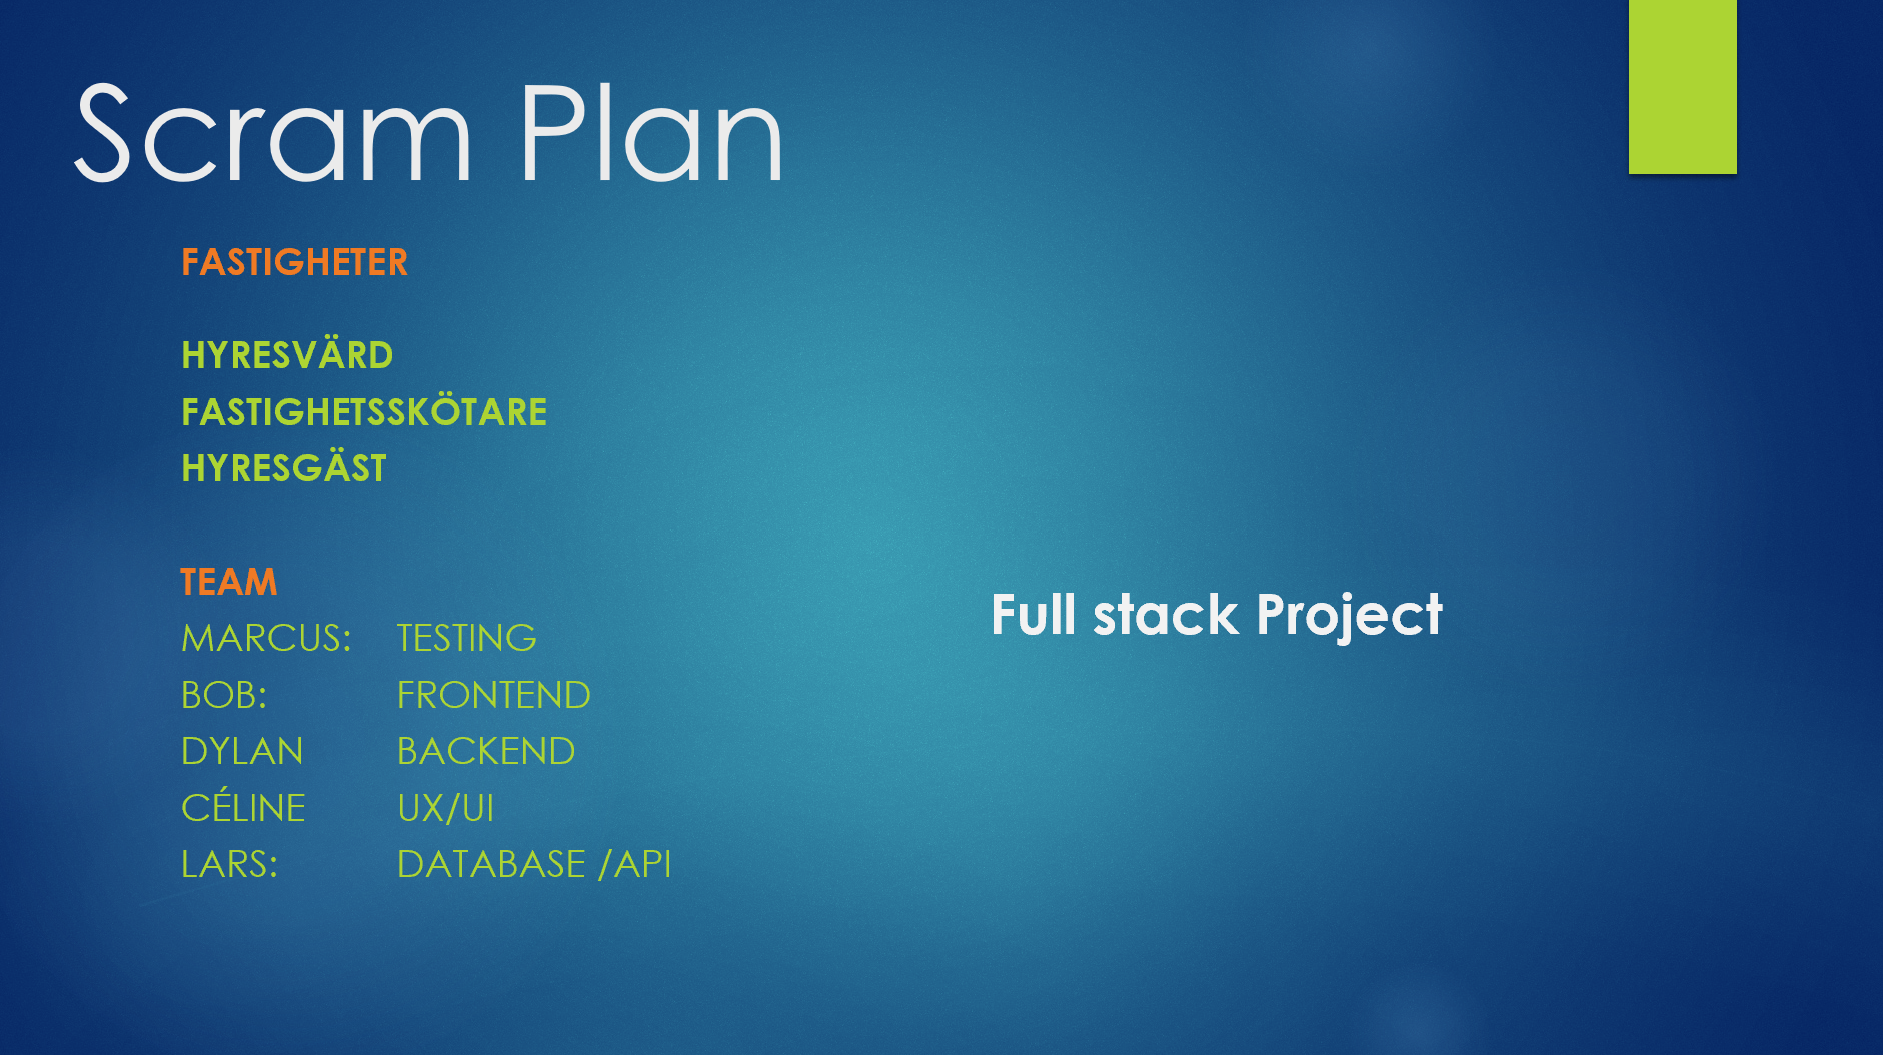 Scram Plan
FASTIGHETER
HYRESVÄRD
FASTIGHETSSKÖTARE
HYRESGÄST
TEAM
MARCUS: TESTING
BOB: FRONTEND
DYLAN BACKEND
CÉLINE UX/UI
LARS: DATABASE /API
Full stack Project